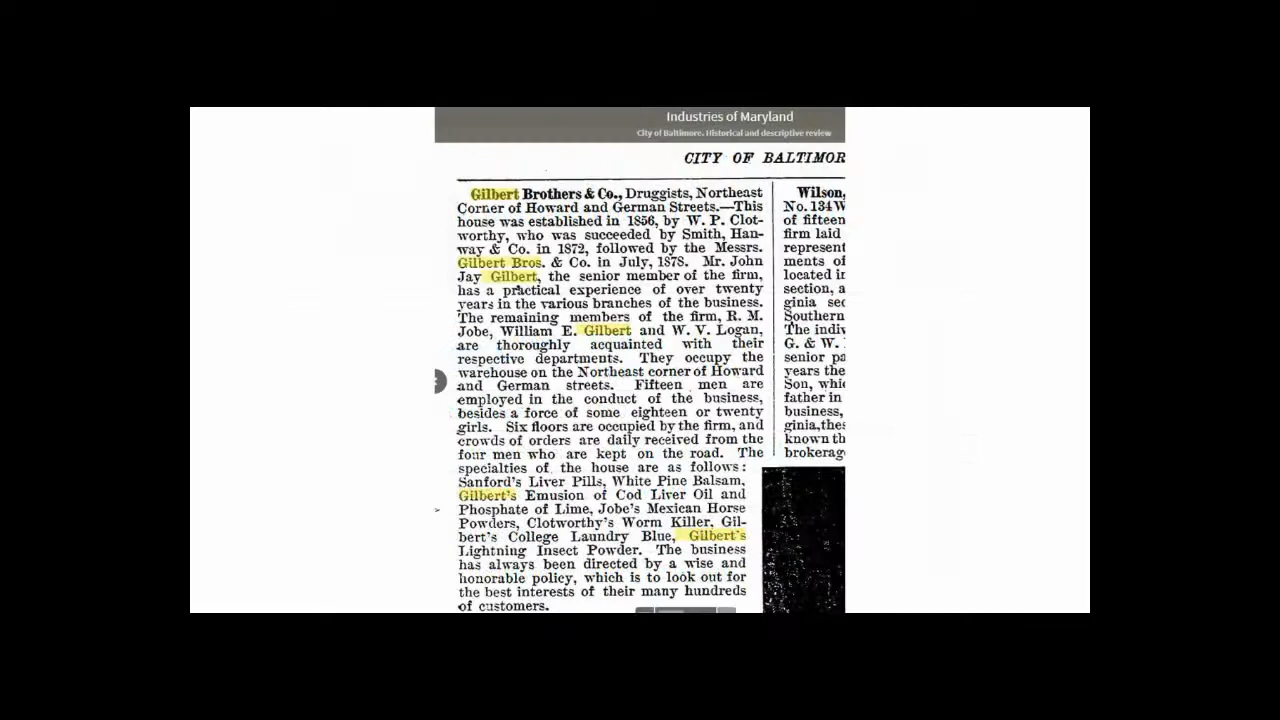 Industries of Maryland
City of Baltimore. Historical and descriptive review
CITY OF BALTIMOR
Gilbert Brothers & Co., Druggists, Northeast
Corner of Howard and German Streets.—This
house was established in 1856, by W. P. Clot-
worthy, who was succeeded by Smith, Han-
way & Co. in 1872, followed by the Messrs.
Gilbert Bros. & Co. in July, 1878. Mr. John
Jay Gilbert, the senior member of the firm,
has a practical experience of over twenty
years in the various branches of the business.
The remaining members of the firm, R. M.
Jobe, William E. Gilbert and W. V. Logan,
are thoroughly acquainted with their
respective departments. They occupy the
warehouse on the Northeast corner of Howard
and German streets. Fifteen men are
employed in the conduct of the business,
besides a force of some eighteen or twenty
girls. Six floors are occupied by the firm, and
crowds of orders are daily received from the
four men who are kept on the road. The
specialties of the house are as follows:
Sanford's Liver Pills, White Pine Balsam,
Gilbert's Emusion of Cod Liver Oil and
Phosphate of Lime, Jobe's Mexican Horse
Powders, Clotworthy's Worm Killer, Gil-
bert's College Laundry Blue, Gilbert's
Lightning Insect Powder. The business
has always been directed by a wise and
honorable policy, which is to look out for
the best interests of their many hundreds
of customers.
Wilson,
No. 134 W
of fifteen
firm laid
represent
ments of
located in
section, a
ginia sec
Southern
The indiv
G. & W.
senior pa
years the
Son, whic
father in
business,
ginia, thes
known th
brokerag